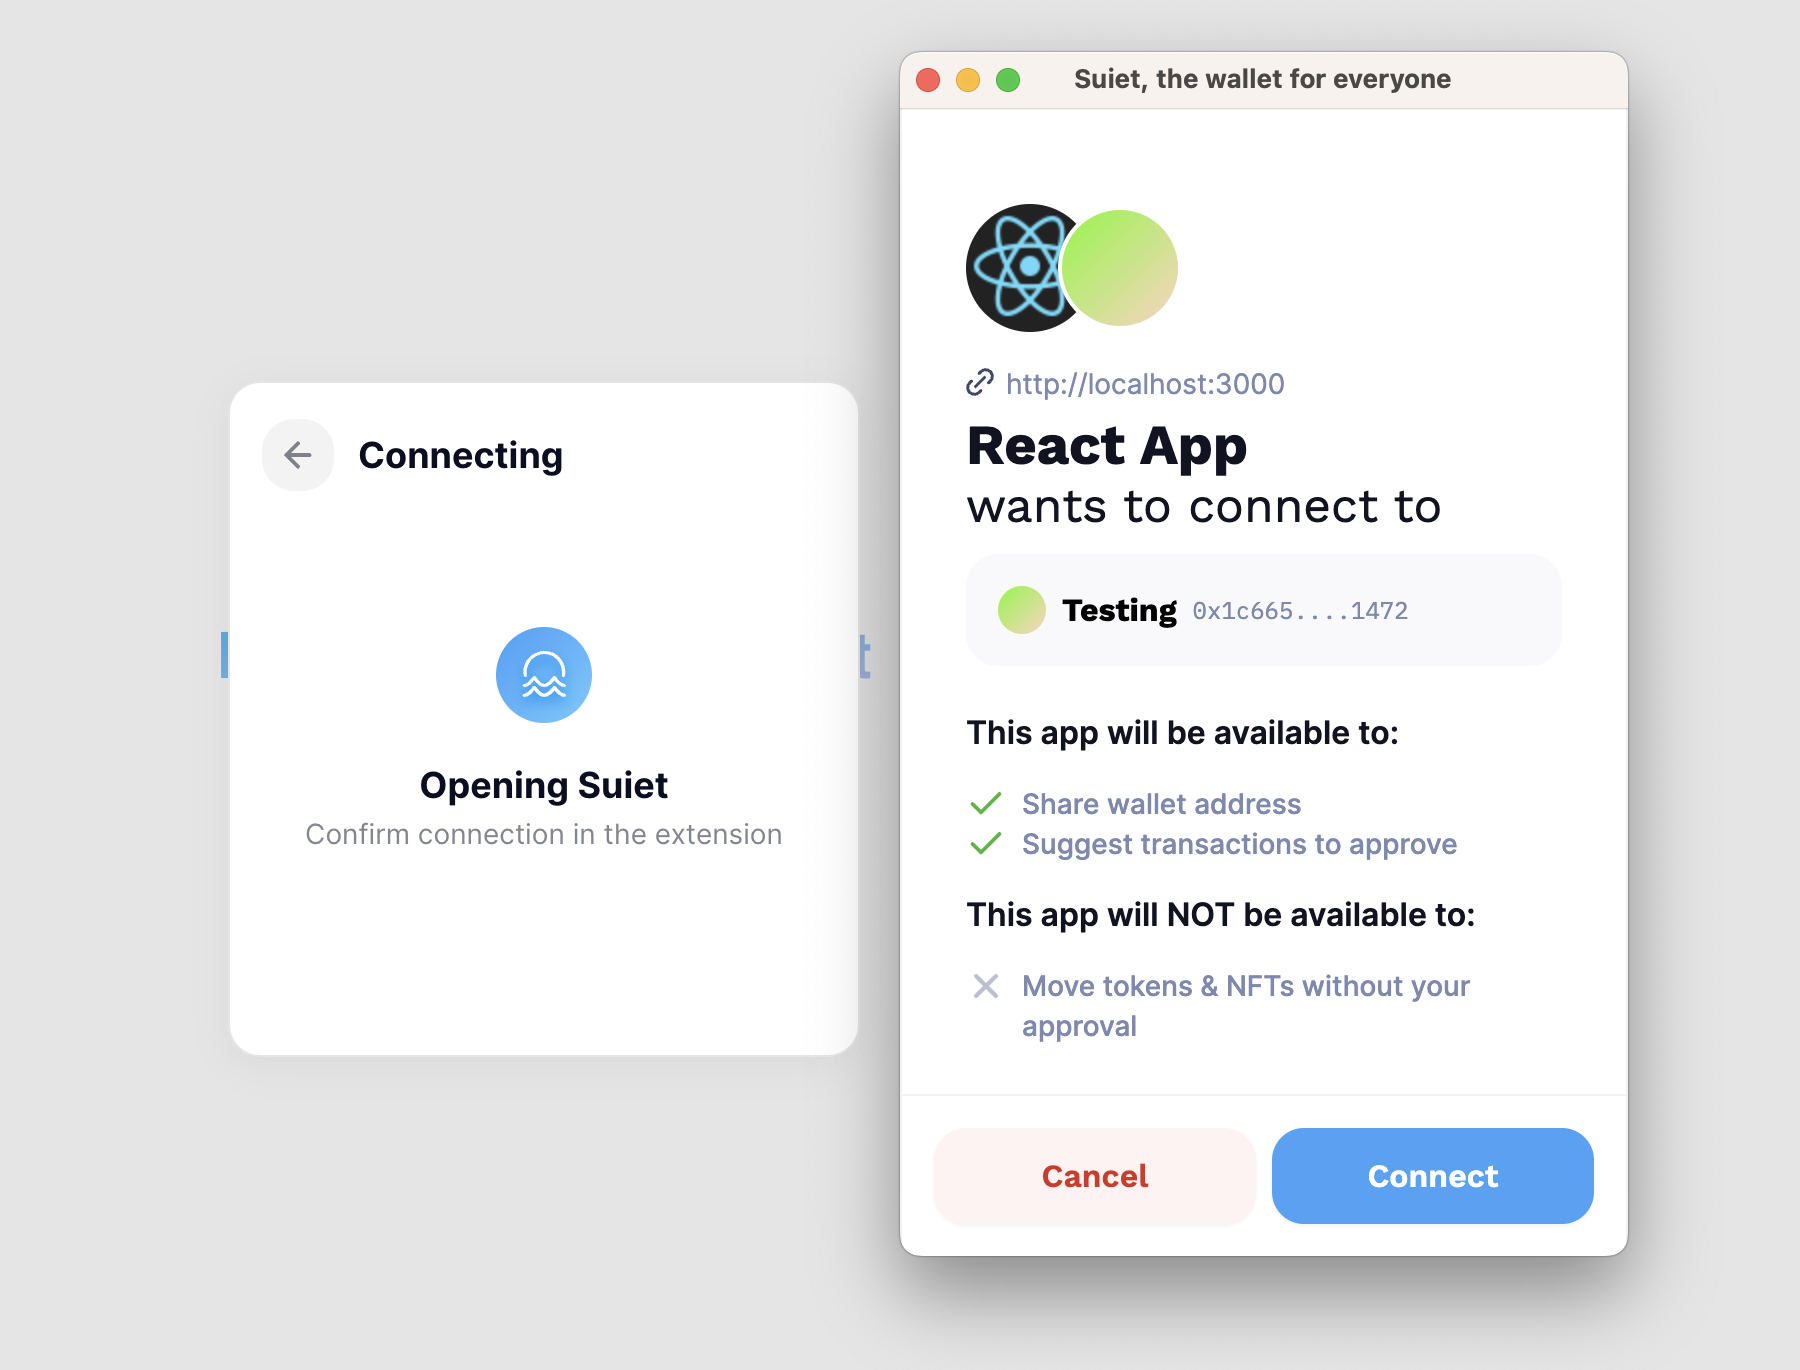 Connecting
Opening Suiet
Confirm connection in the extension
t
Suiet, the wallet for everyone
http://localhost:3000
React App
wants to connect to
Testing 0x1c665....1472
This app will be available to:
Share wallet address
Suggest transactions to approve
This app will NOT be available to:
Move tokens & NFTs without your
approval
Cancel
Connect